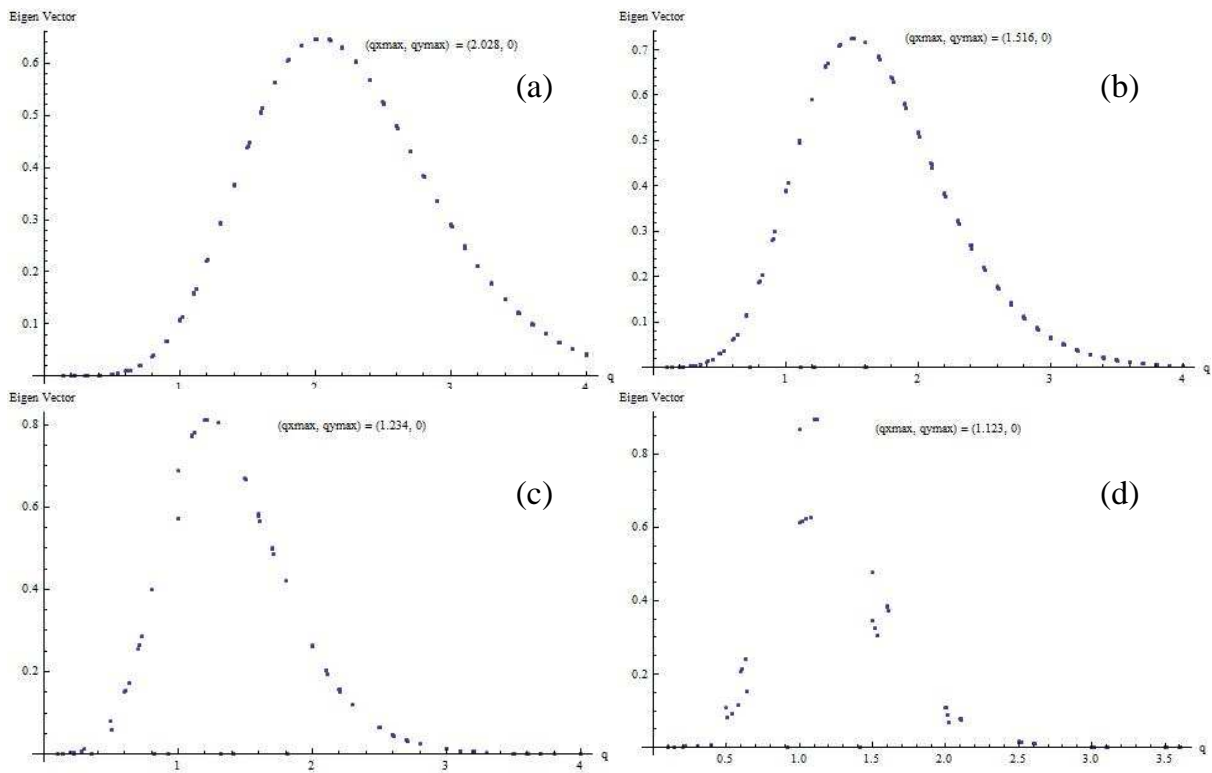 Eigen Vector
(qxmax, qymax) = (2.028, 0)
(a)
0.6
0.5
0.4
0.3
0.2
0.1
1
2
3
4
q
Eigen Vector
(qxmax, qymax) = (1.516, 0)
(b)
0.7
0.6
0.5
0.4
0.3
0.2
0.1
1
2
3
4
q
Eigen Vector
(qxmax, qymax) = (1.234, 0)
(c)
0.8
0.6
0.4
0.2
1
2
3
4
q
Eigen Vector
(qxmax, qymax) = (1.123, 0)
(d)
0.8
0.6
0.4
0.2
0.5
1.0
1.5
2.0
2.5
3.0
3.5
q